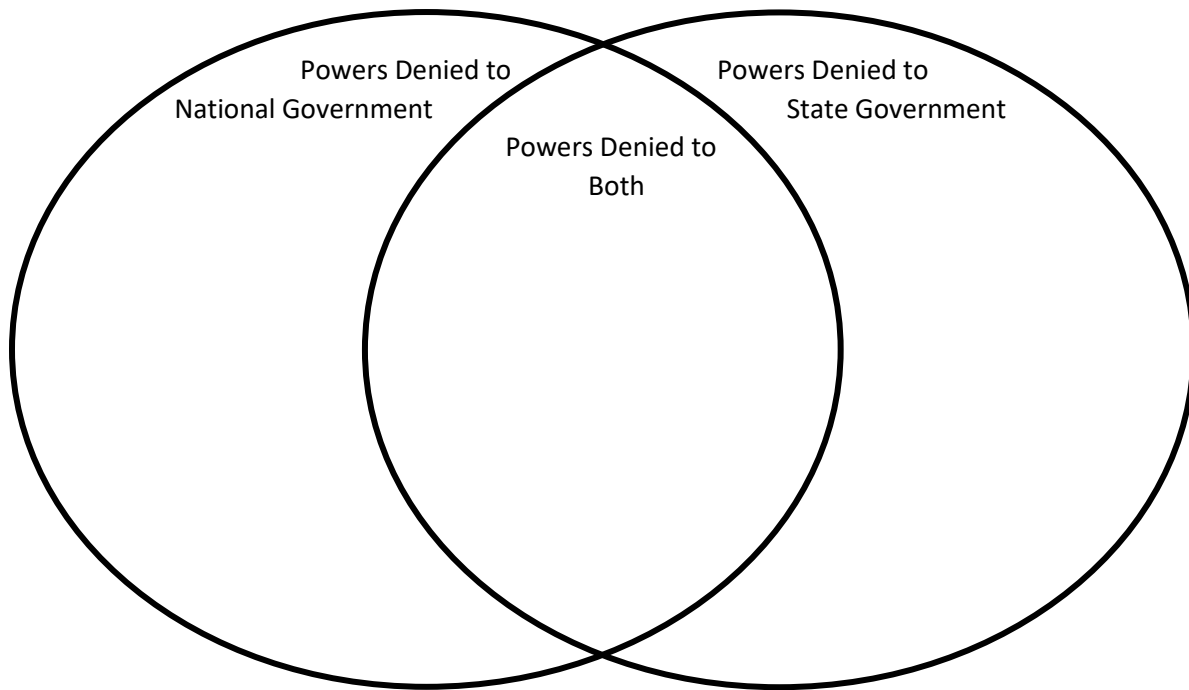 Powers Denied to
National Government
Powers Denied to
Both
Powers Denied to
State Government